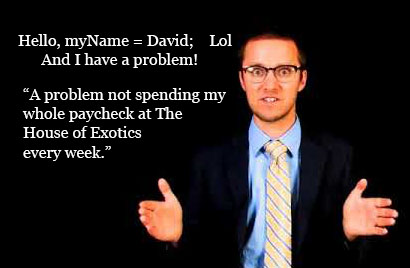 Hello, myName = David; Lol
And I have a problem!
“A problem not spending my
whole paycheck at The
House of Exotics
every week.”